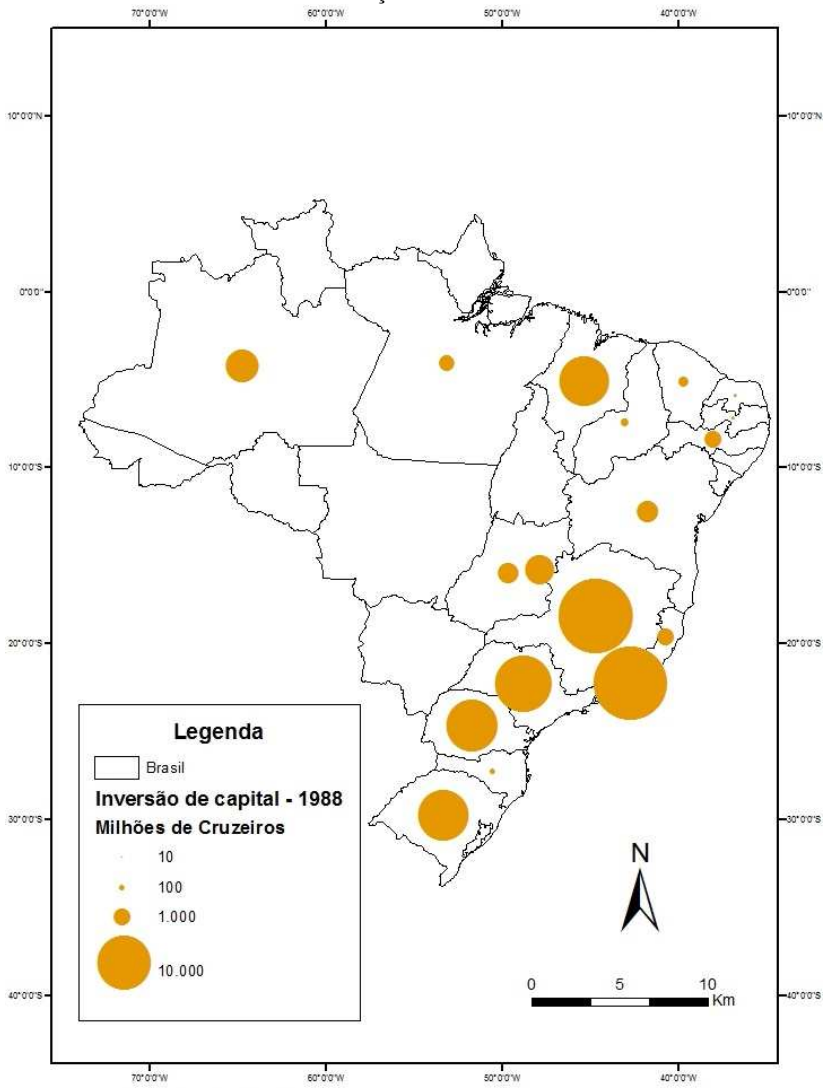 70°0'0"W 60°0'0"W 50°0'0"W 40°0'0"W
10°0'0"N 10°0'0"N
0°0'0" 0°0'0"
10°0'0"S 10°0'0"S
20°0'0"S 20°0'0"S
Legenda
Brasil
Inversão de capital - 1988
Milhões de Cruzeiros
10
100
1.000
10.000
30°0'0"S 30°0'0"S
N
0 5 10
Km
40°0'0"S 40°0'0"S
70°0'0"W 60°0'0"W 50°0'0"W 40°0'0"W